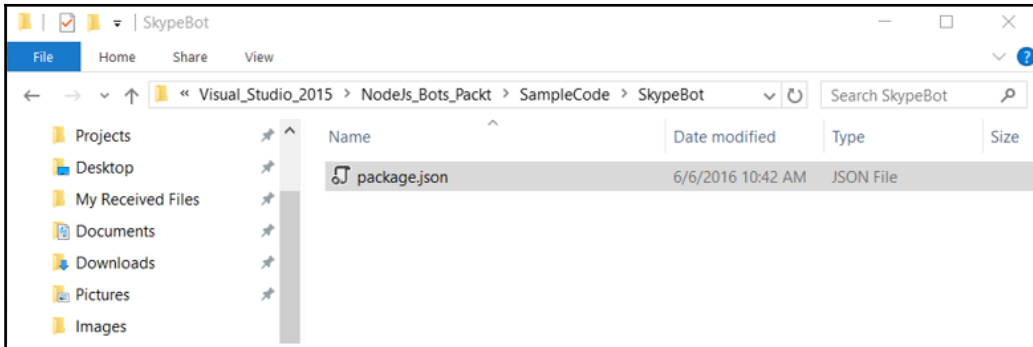 SkypeBot
File Home Share View
« Visual_Studio_2015 > NodeJs_Bots_Packt > SampleCode > SkypeBot Search SkypeBot
Name Date modified Type Size
Projects
package.json 6/6/2016 10:42 AM JSON File
Desktop
My Received Files
Documents
Downloads
Pictures
Images